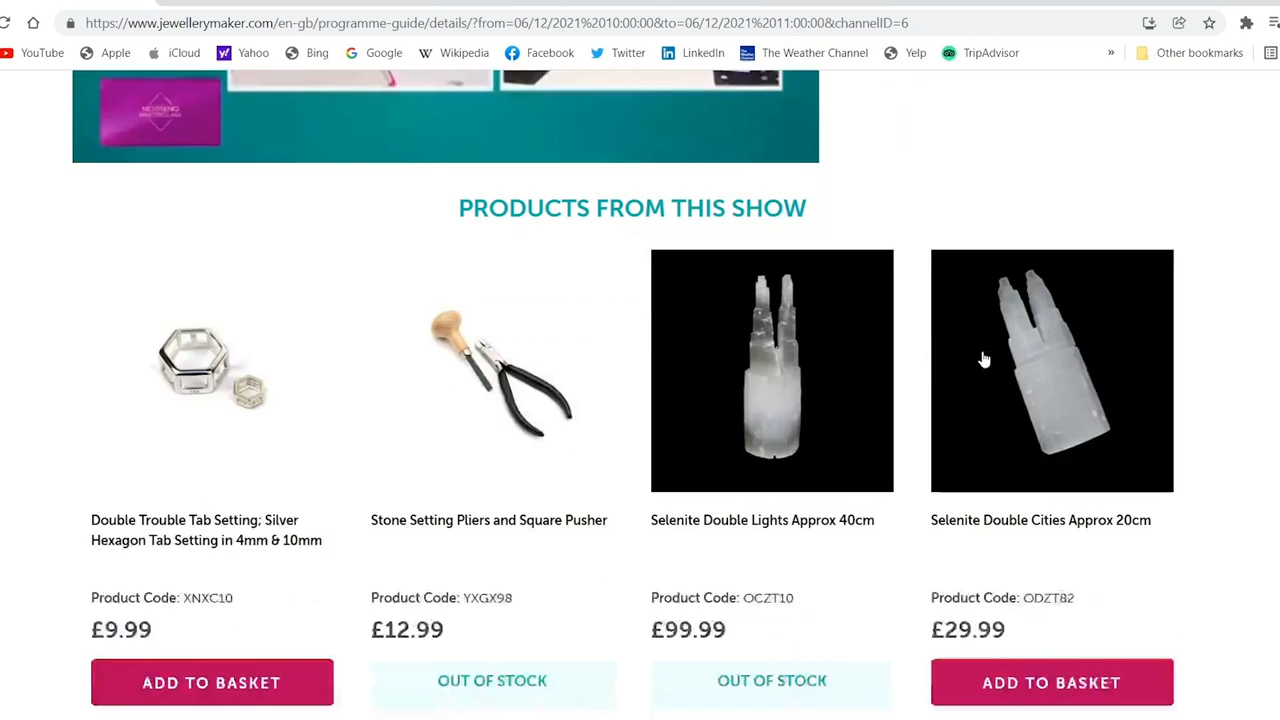 https://www.jewellerymaker.com/en-gb/programme-guide/details/?from=06/12/2021%2010:00:00&to=06/12/2021%2011:00:00&channelID=6
YouTube Apple iCloud Yahoo Bing Google Wikipedia Facebook Twitter LinkedIn The Weather Channel Yelp TripAdvisor » Other bookmarks
MORNING
MASTERCLASS
PRODUCTS FROM THIS SHOW
Double Trouble Tab Setting; Silver
Hexagon Tab Setting in 4mm & 10mm
Product Code: XNXC10
£9.99
ADD TO BASKET
Stone Setting Pliers and Square Pusher
Product Code: YXGX98
£12.99
OUT OF STOCK
Selenite Double Lights Approx 40cm
Product Code: OCZT10
£99.99
OUT OF STOCK
Selenite Double Cities Approx 20cm
Product Code: ODZT82
£29.99
ADD TO BASKET